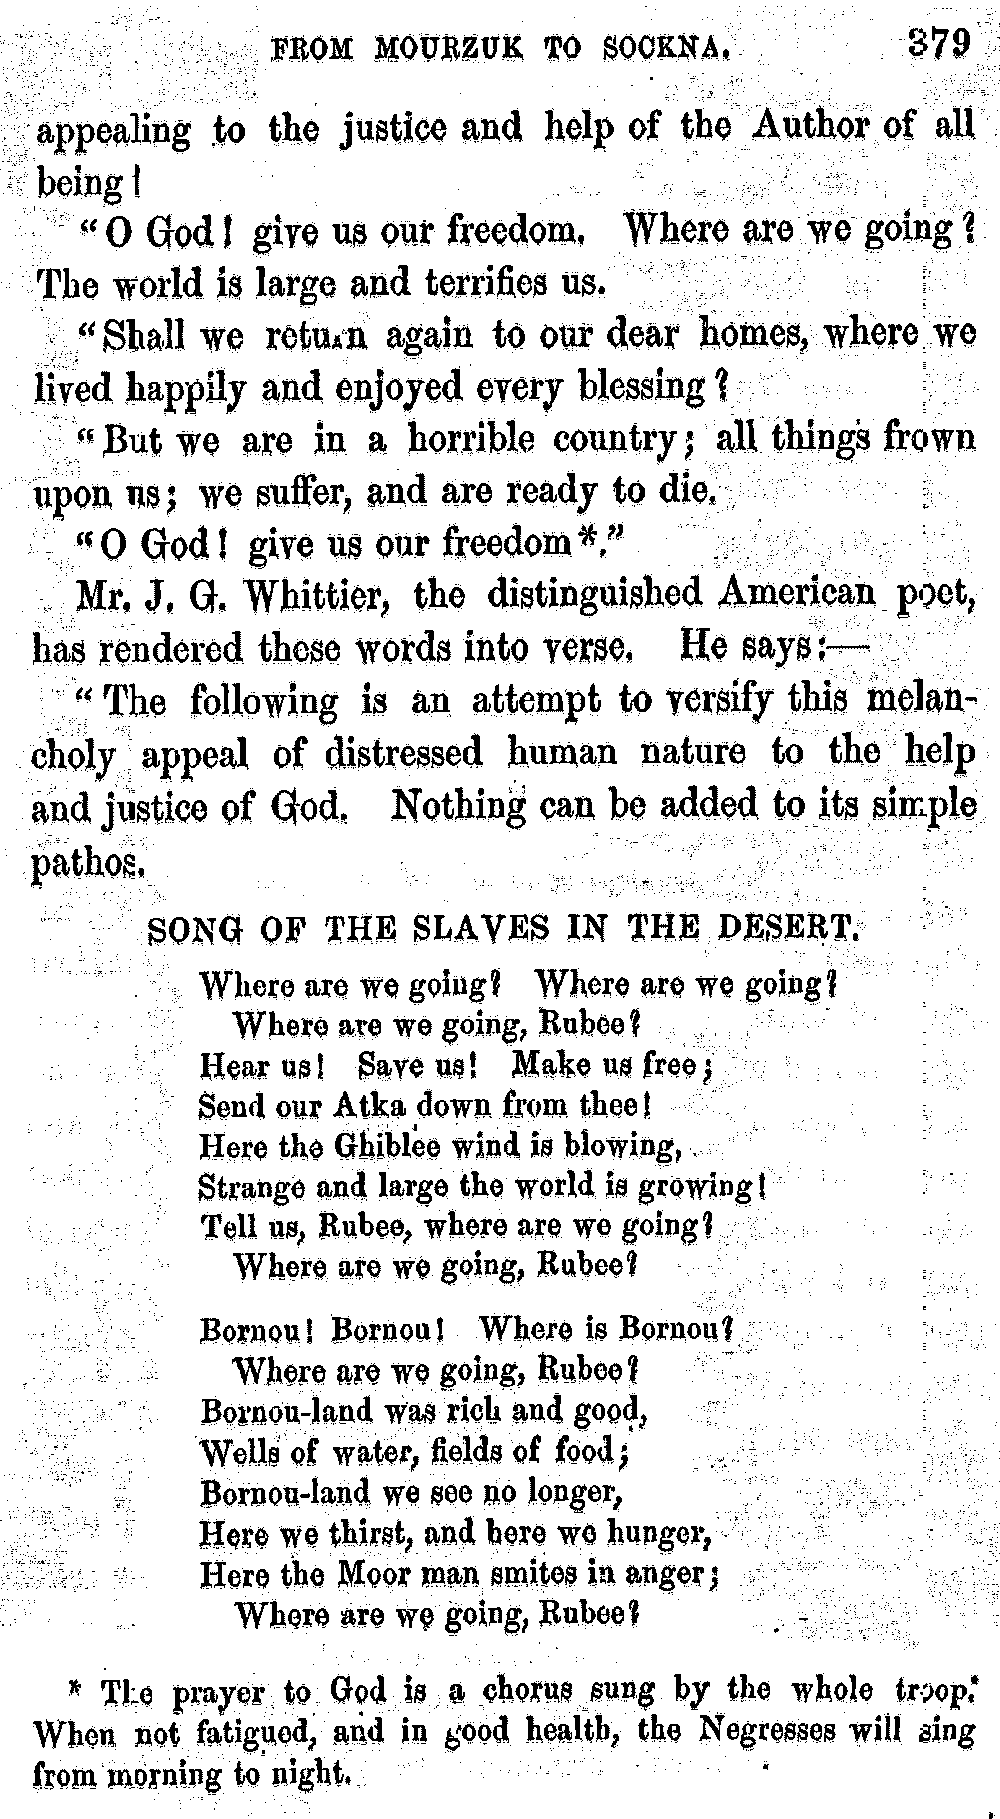 FROM MOURZUK TO SOCKNA. 379
appealing to the justice and help of the Author of all
being!
"O God! give us our freedom. Where are we going?
The world is large and terrifies us.
"Shall we return again to our dear homes, where we
lived happily and enjoyed every blessing?
"But we are in a horrible country; all things frown
upon us; we suffer, and are ready to die.
"O God! give us our freedom*."
Mr. J. G. Whittier, the distinguished American poet,
has rendered these words into verse. He says:—
"The following is an attempt to versify this melan-
choly appeal of distressed human nature to the help
and justice of God. Nothing can be added to its simple
pathos.
SONG OF THE SLAVES IN THE DESERT.
Where are we going? Where are we going?
Where are we going, Rubee?
Hear us! Save us! Make us free;
Send our Atka down from thee!
Here the Ghiblee wind is blowing,
Strange and large the world is growing!
Tell us, Rubee, where are we going?
Where are we going, Rubee?
Bornou! Bornou! Where is Bornou?
Where are we going, Rubee?
Bornou-land was rich and good,
Wells of water, fields of food;
Bornou-land we see no longer,
Here we thirst, and here we hunger,
Here the Moor man smites in anger;
Where are we going, Rubee?
* The prayer to God is a chorus sung by the whole troop.
When not fatigued, and in good health, the Negresses will sing
from morning to night.